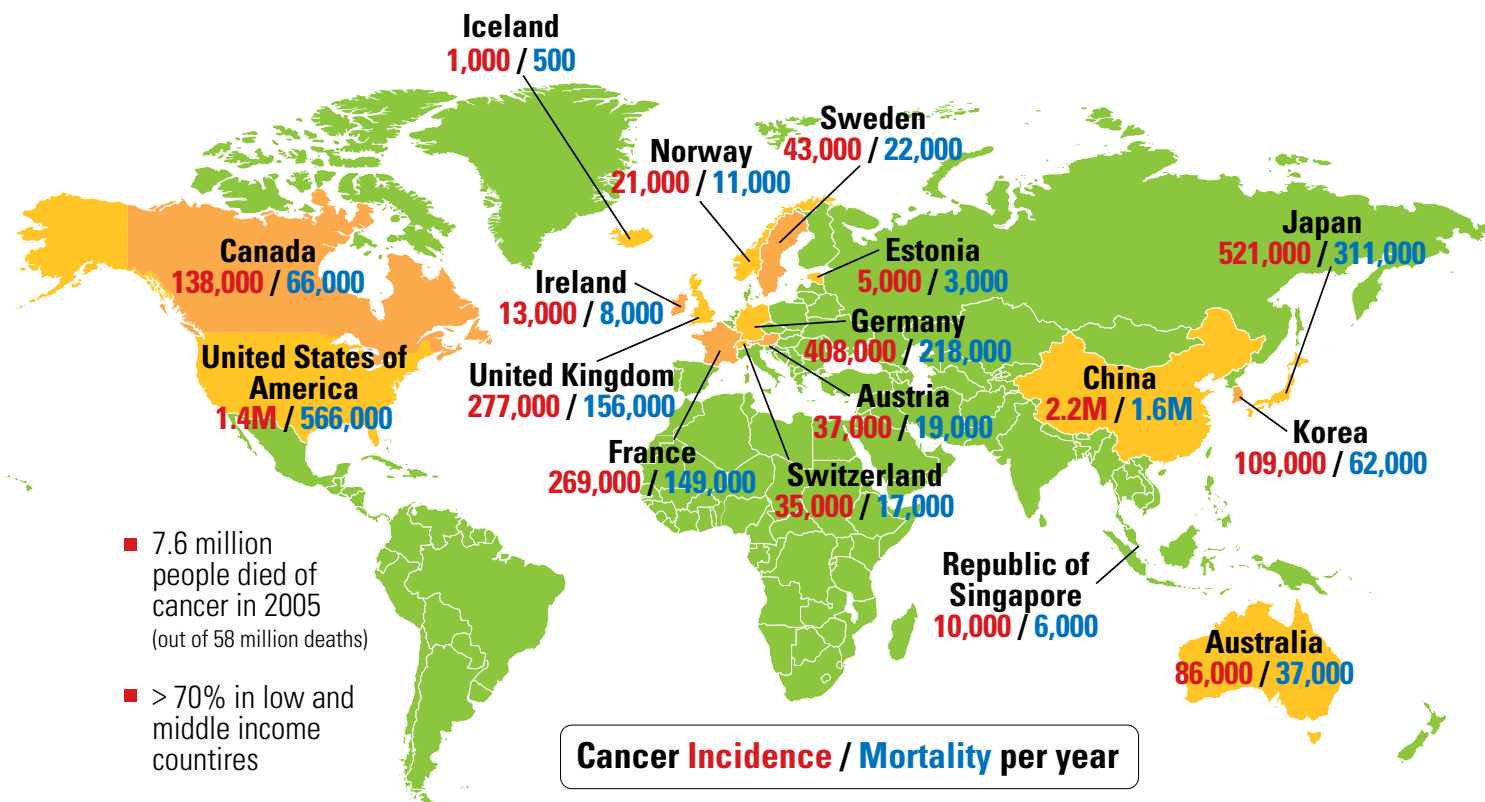 Iceland
1,000 / 500
Sweden
43,000 / 22,000
Norway
21,000 / 11,000
Japan
521,000 / 311,000
Canada
138,000 / 66,000
Estonia
5,000 / 3,000
Ireland
13,000 / 8,000
Germany
408,000 / 218,000
United States of
America
1.4M / 566,000
United Kingdom
277,000 / 156,000
China
2.2M / 1.6M
Austria
37,000 / 19,000
Korea
109,000 / 62,000
France
269,000 / 149,000
Switzerland
35,000 / 17,000
7.6 million
people died of
cancer in 2005
(out of 58 million deaths)
> 70% in low and
middle income
countires
Republic of
Singapore
10,000 / 6,000
Australia
86,000 / 37,000
Cancer Incidence / Mortality per year